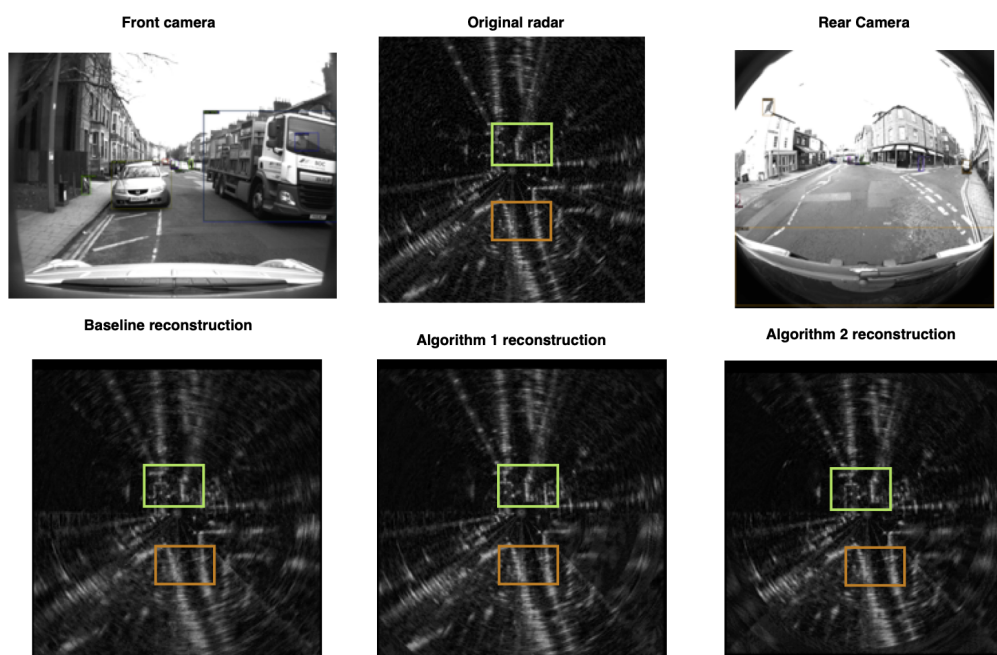 Front camera
Original radar
Rear Camera
Baseline reconstruction
Algorithm 1 reconstruction
Algorithm 2 reconstruction